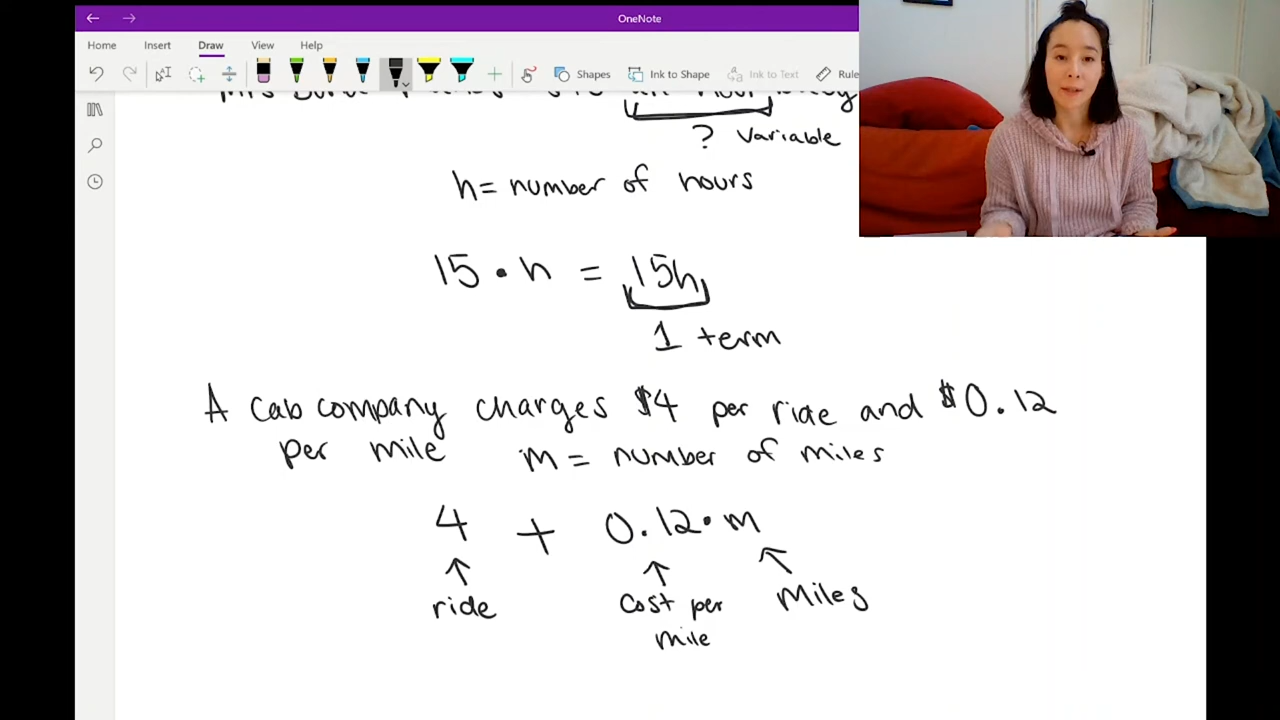 OneNote
Home Insert Draw View Help
Shapes Ink to Shape Ink to Text Rule
? Variable
h = number of hours
15 • h = 15h
1 term
A cab company charges $4 per ride and $0.12
per mile m = number of miles
4 + 0.12 • m
ride cost per miles
mile